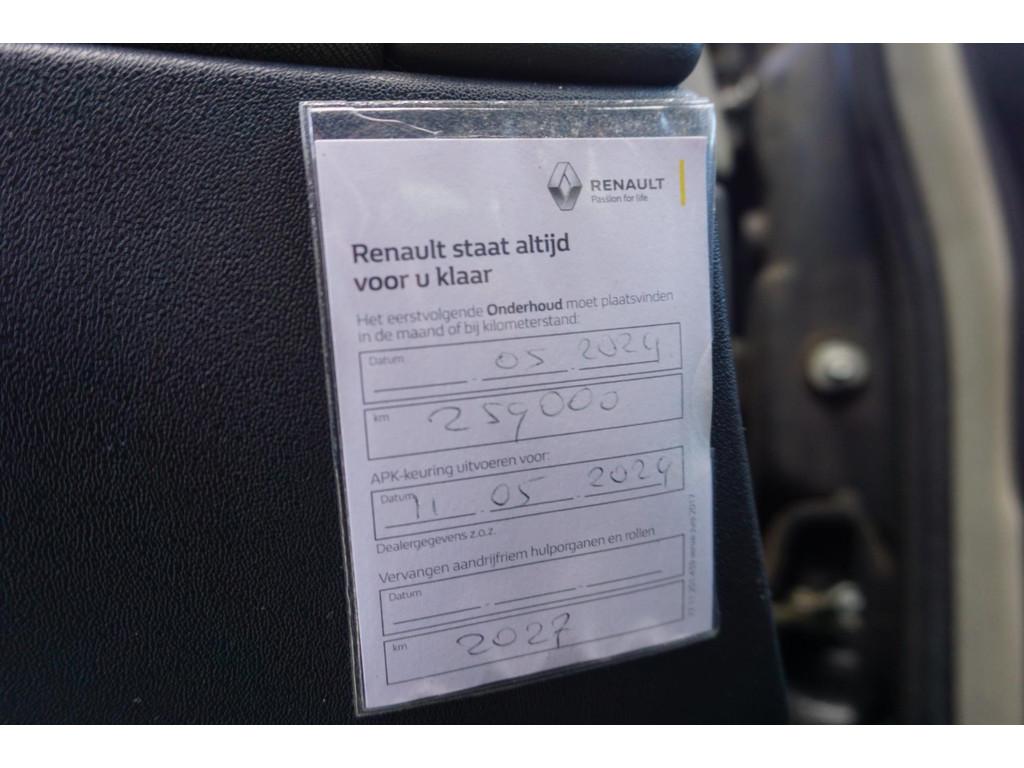 RENAULT
Passion for life
Renault staat altijd
voor u klaar
Het eerstvolgende Onderhoud moet plaatsvinden
in de maand of bij kilometerstand:
Datum 05 2024
km 259000
APK-keuring uitvoeren voor:
Datum 11 05 2024
Dealergegevens z.o.z.
Vervangen aandrijfriem hulporganen en rollen
Datum
km 2027